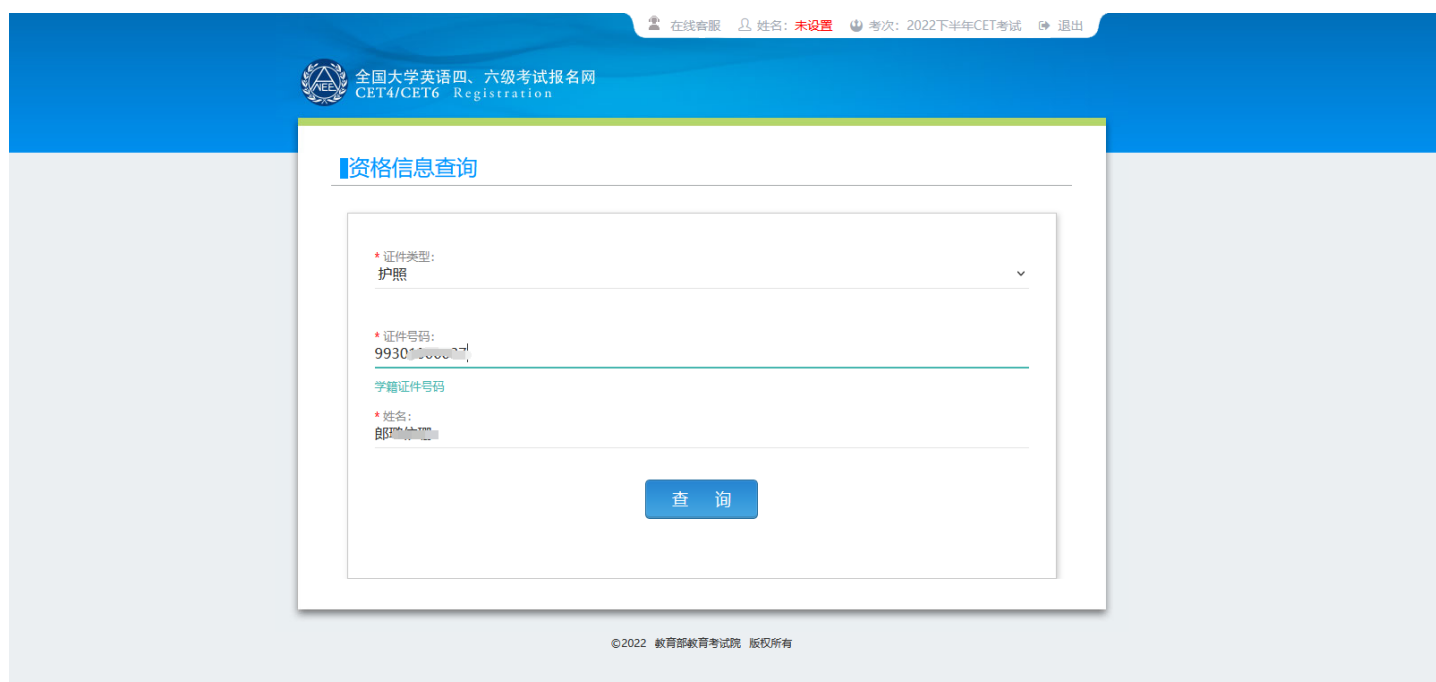 在线客服 姓名：未设置 考次：2022下半年CET考试 退出
NEE
全国大学英语四、六级考试报名网
CET4/CET6 Registration
资格信息查询
* 证件类型：
护照
* 证件号码：
9930
学籍证件号码
* 姓名：
郎
查 询
©2022 教育部教育考试院 版权所有